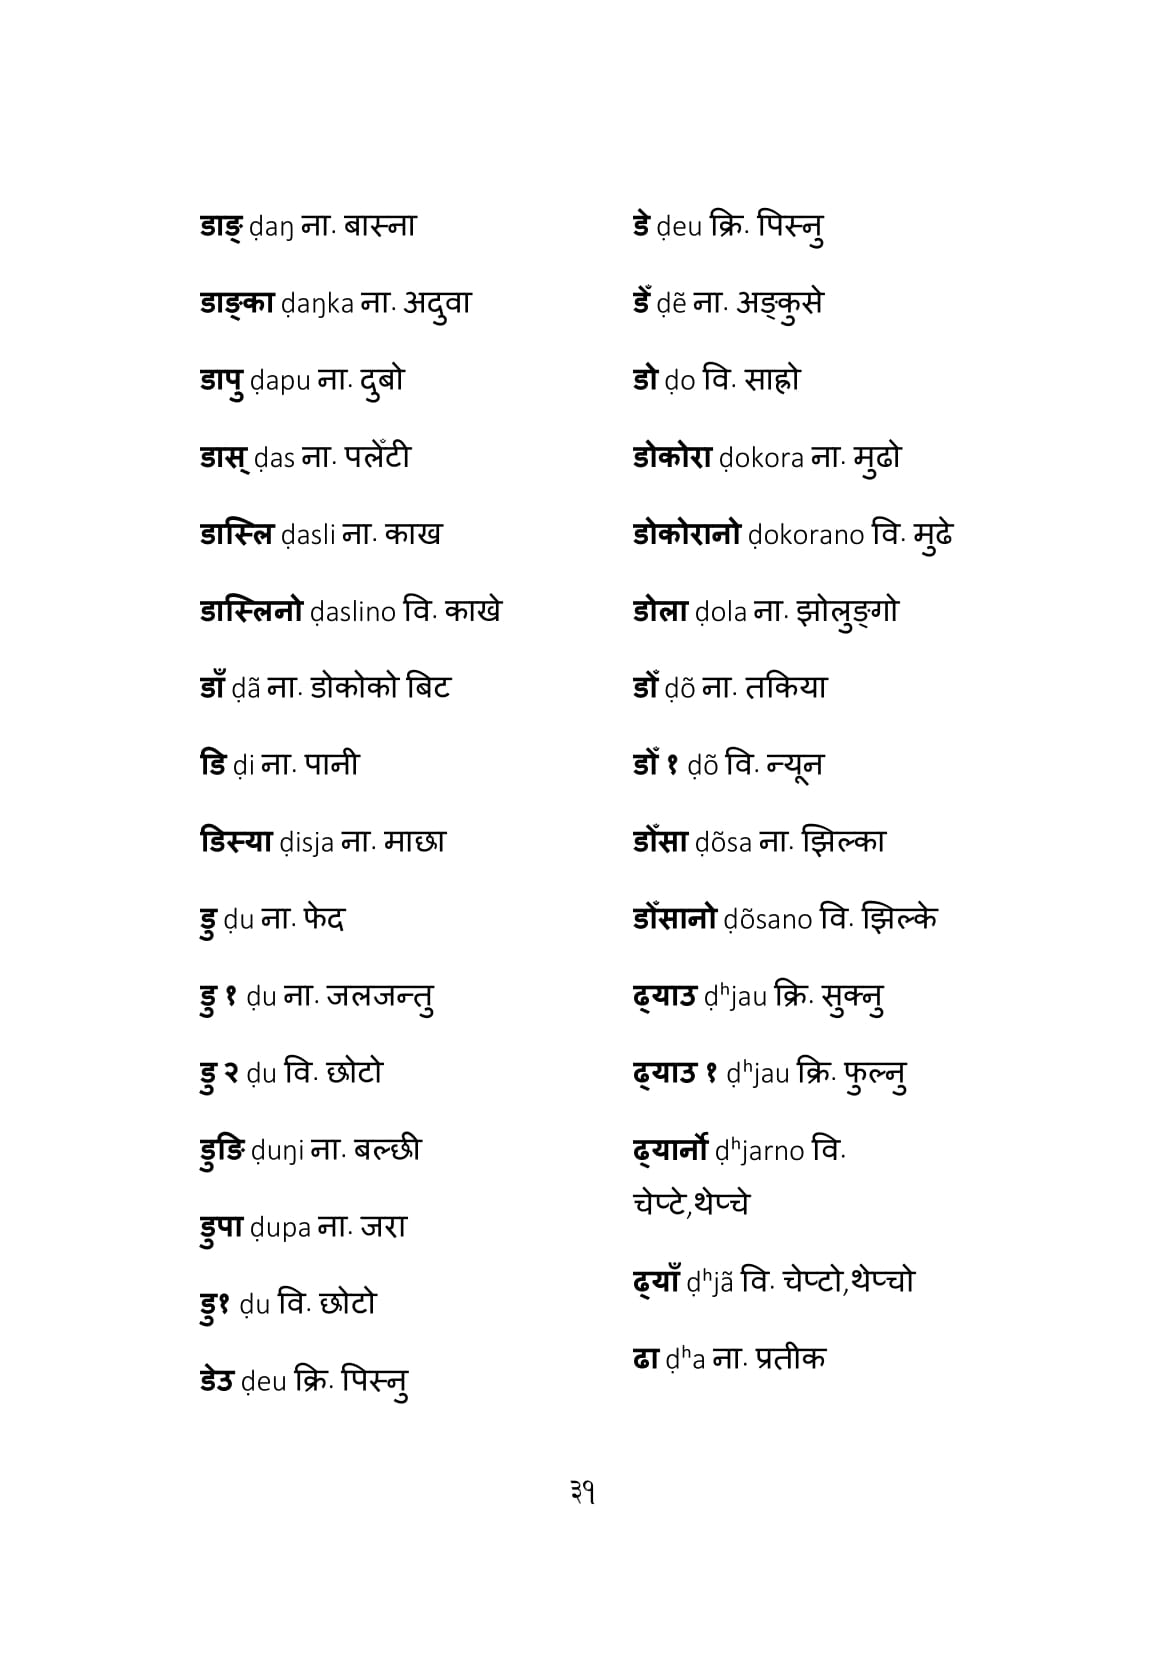 डाङ् ḍaŋ ना. बास्ना
डाङ्का ḍaŋka ना. अदुवा
डापु ḍapu ना. दुबो
डास् ḍas ना. पलेँटी
डास्लि ḍasli ना. काख
डास्लिनो ḍaslino वि. काखे
डाँ ḍã ना. डोकोको बिट
डि ḍi ना. पानी
डिस्या ḍisja ना. माछा
डु ḍu ना. फेद
डु १ ḍu ना. जलजन्तु
डु २ ḍu वि. छोटो
डुङि ḍuŋi ना. बल्छी
डुपा ḍupa ना. जरा
डु१ ḍu वि. छोटो
डेउ ḍeu क्रि. पिस्नु
डे ḍeu क्रि. पिस्नु
डेँ ḍẽ ना. अङ्कुसे
डो ḍo वि. साह्रो
डोकोरा ḍokora ना. मुढो
डोकोरानो ḍokorano वि. मुढे
डोला ḍola ना. झोलुङ्गो
डोँ ḍõ ना. तकिया
डोँ १ ḍõ वि. न्यून
डोँसा ḍõsa ना. झिल्का
डोँसानो ḍõsano वि. झिल्के
ढ्याउ ḍʰjau क्रि. सुक्नु
ढ्याउ १ ḍʰjau क्रि. फुल्नु
ढ्यार्नो ḍʰjarno वि.
चेप्टे,थेप्चे
ढ्याँ ḍʰjã वि. चेप्टो,थेप्चो
ढा ḍʰa ना. प्रतीक
३१